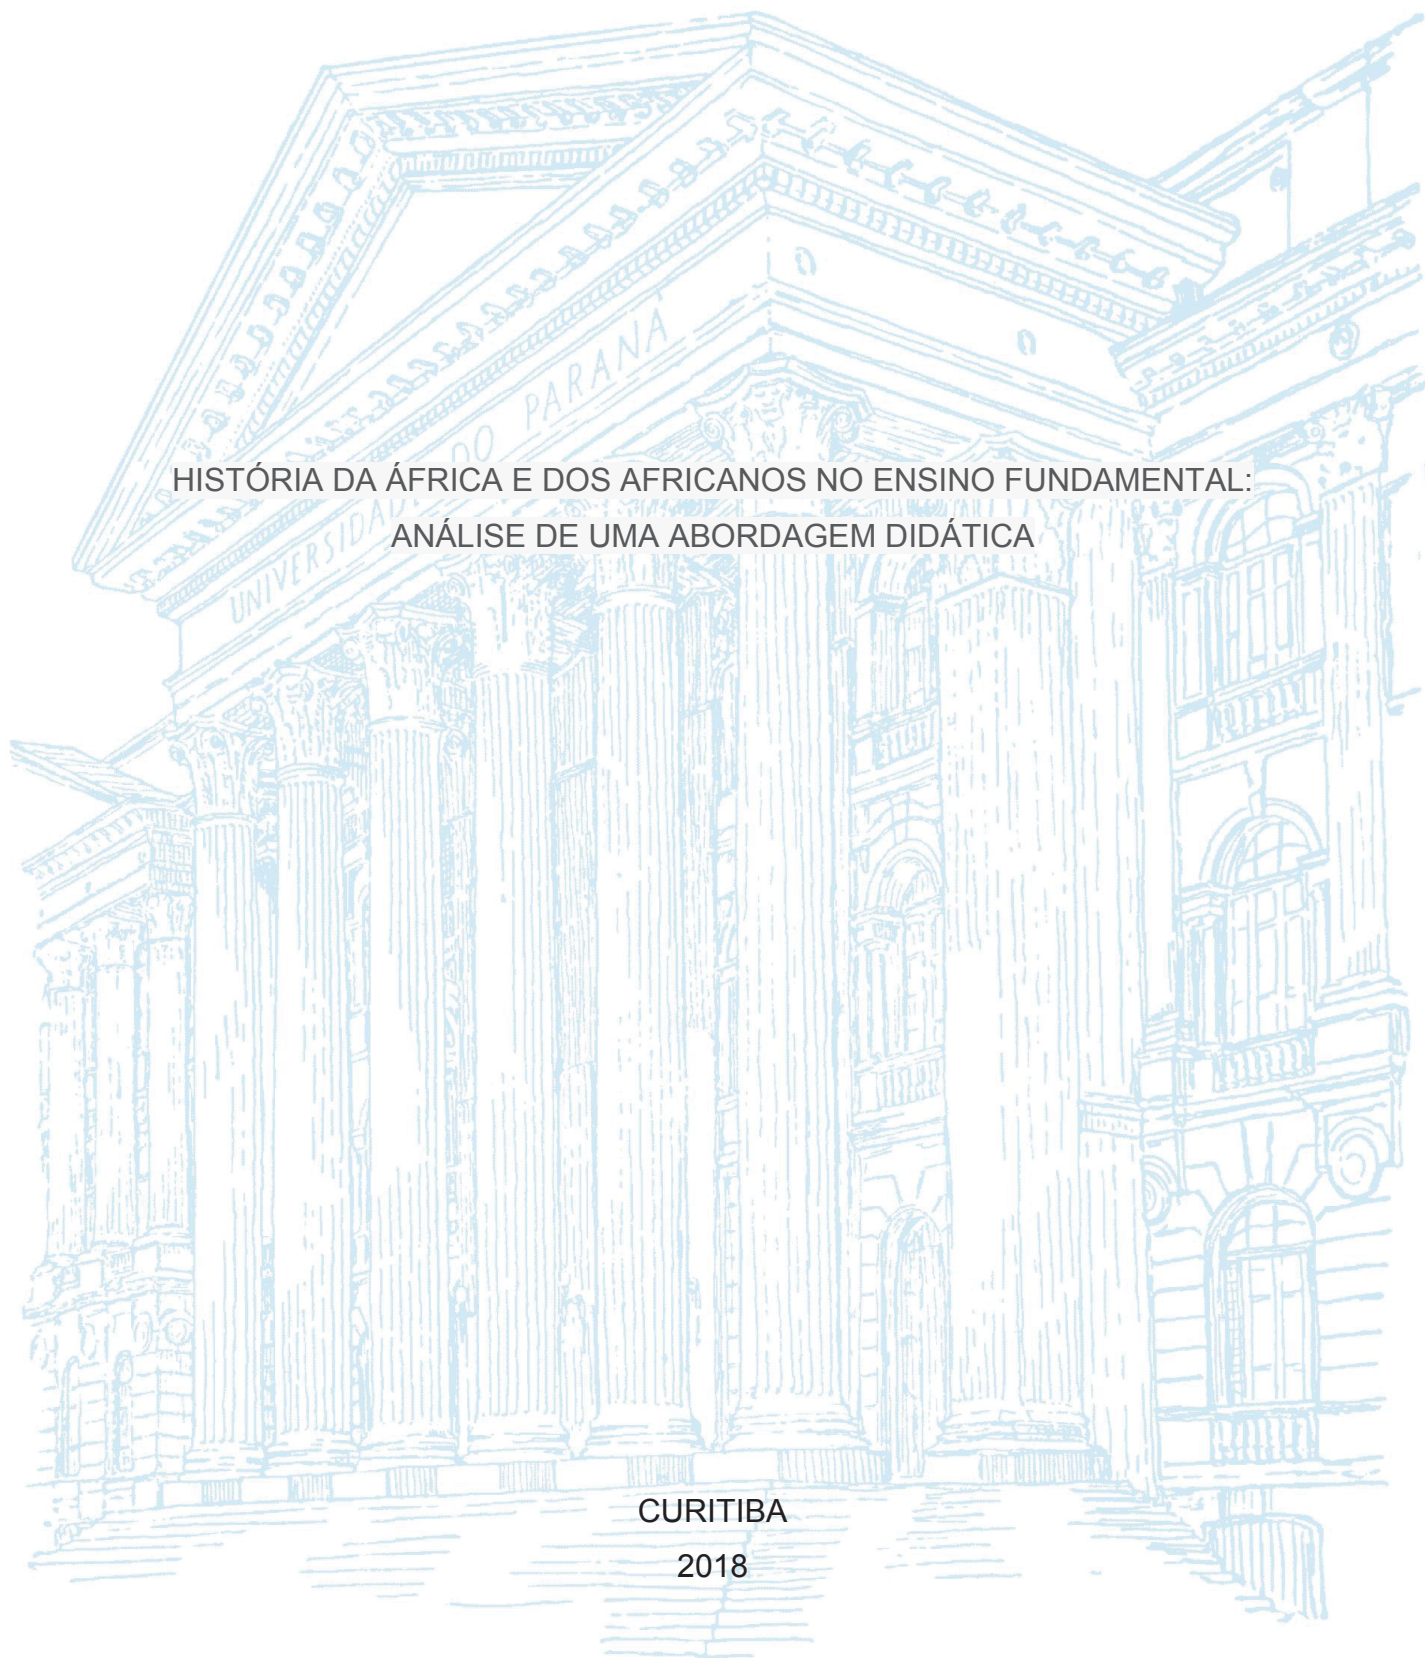 UNIVERSIDADE DO PARANÁ
HISTÓRIA DA ÁFRICA E DOS AFRICANOS NO ENSINO FUNDAMENTAL:
ANÁLISE DE UMA ABORDAGEM DIDÁTICA
CURITIBA
2018